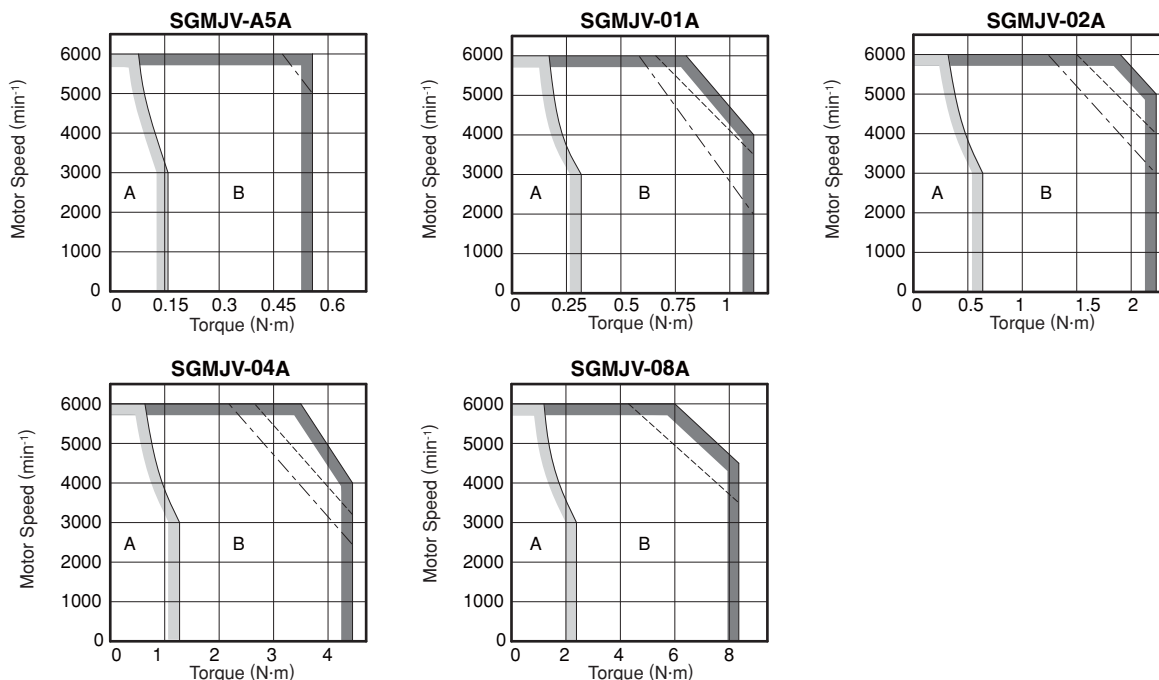 SGMJV-A5A
Motor Speed (min-1)
6000
5000
4000
3000
2000
1000
0
A
B
0 0.15 0.3 0.45 0.6
Torque (N·m)
SGMJV-01A
Motor Speed (min-1)
6000
5000
4000
3000
2000
1000
0
A
B
0 0.25 0.5 0.75 1
Torque (N·m)
SGMJV-02A
Motor Speed (min-1)
6000
5000
4000
3000
2000
1000
0
A
B
0 0.5 1 1.5 2
Torque (N·m)
SGMJV-04A
Motor Speed (min-1)
6000
5000
4000
3000
2000
1000
0
A
B
0 1 2 3 4
Torque (N·m)
SGMJV-08A
Motor Speed (min-1)
6000
5000
4000
3000
2000
1000
0
A
B
0 2 4 6 8
Torque (N·m)